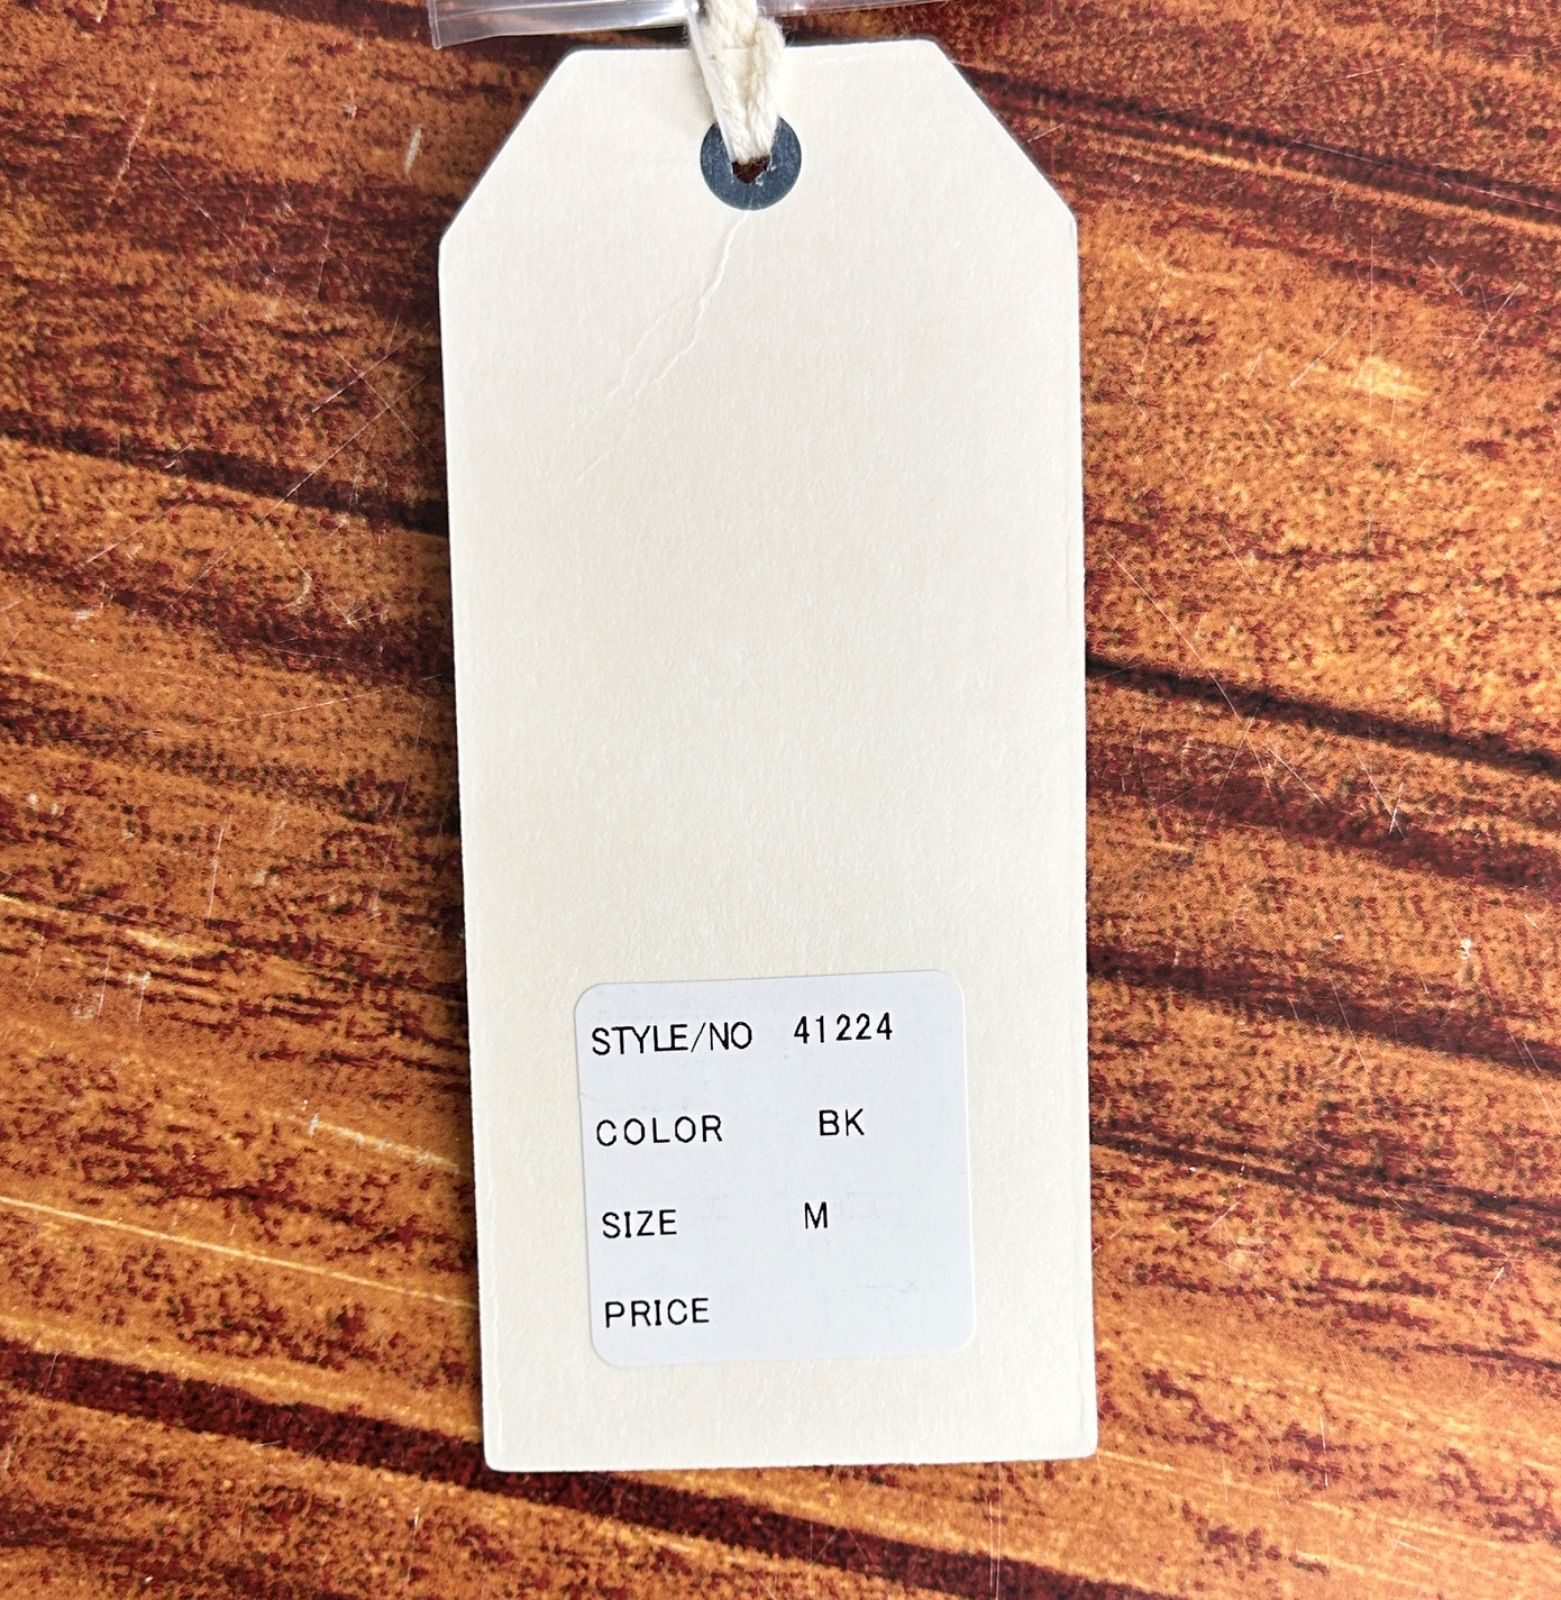 STYLE/NO 41224
COLOR BK
SIZE M
PRICE